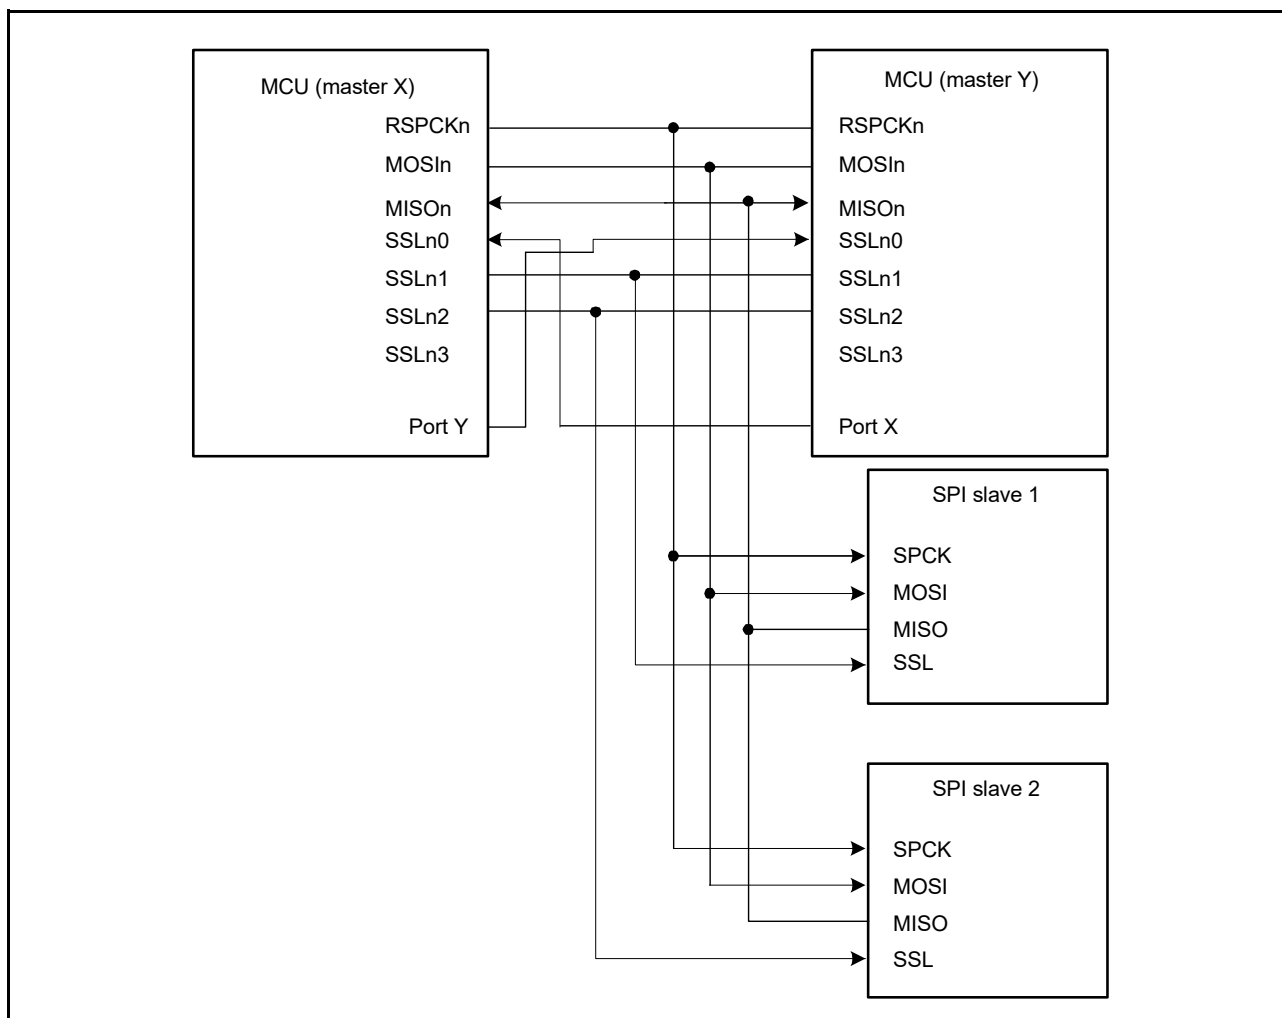 MCU (master X)
RSPCKn
MOSIn
MISOn
SSLn0
SSLn1
SSLn2
SSLn3
Port Y
MCU (master Y)
RSPCKn
MOSIn
MISOn
SSLn0
SSLn1
SSLn2
SSLn3
Port X
SPI slave 1
SPCK
MOSI
MISO
SSL
SPI slave 2
SPCK
MOSI
MISO
SSL